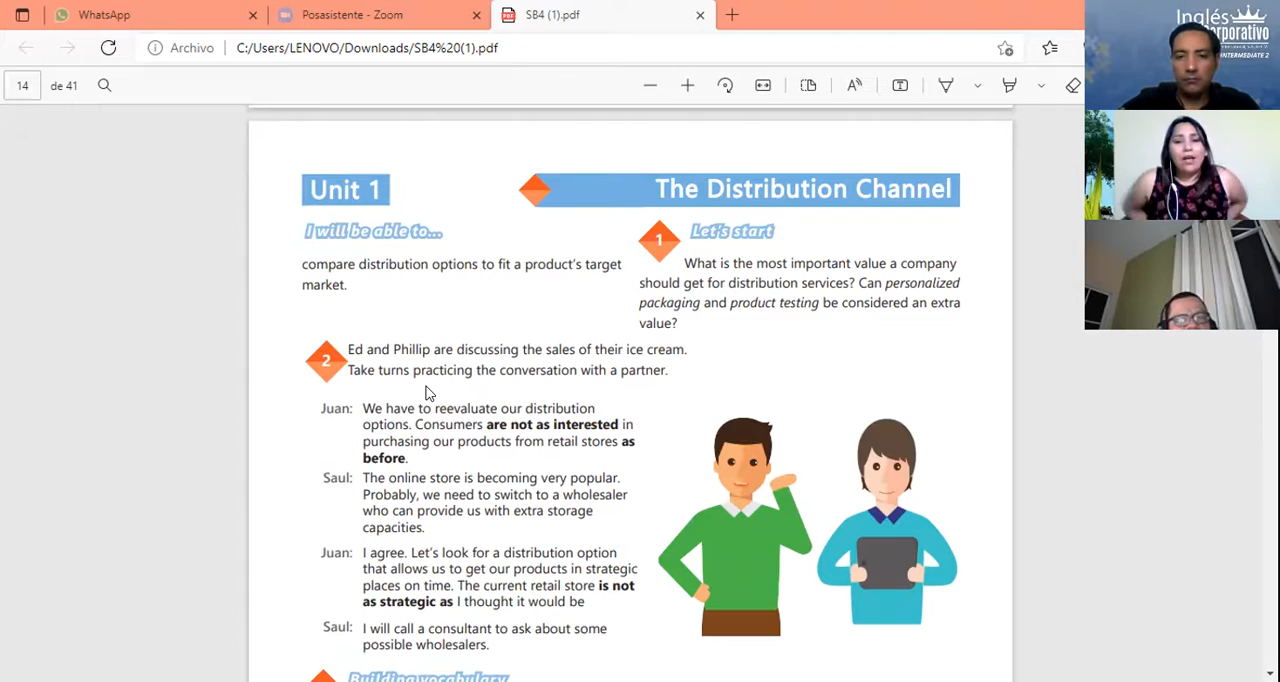 WhatsApp
Posasistente - Zoom
SB4 (1).pdf
Archivo
C:/Users/LENOVO/Downloads/SB4%20(1).pdf
14
de 41
Inglés
INTERMEDIATE 2
Unit 1
The Distribution Channel
I will be able to...
compare distribution options to fit a product's target
market.
1
Let's start
What is the most important value a company
should get for distribution services? Can personalized
packaging and product testing be considered an extra
value?
2
Ed and Phillip are discussing the sales of their ice cream.
Take turns practicing the conversation with a partner.
Juan: We have to reevaluate our distribution
options. Consumers are not as interested in
purchasing our products from retail stores as
before.
Saul: The online store is becoming very popular.
Probably, we need to switch to a wholesaler
who can provide us with extra storage
capacities.
Juan: I agree. Let's look for a distribution option
that allows us to get our products in strategic
places on time. The current retail store is not
as strategic as I thought it would be
Saul: I will call a consultant to ask about some
possible wholesalers.
Building vocabulary